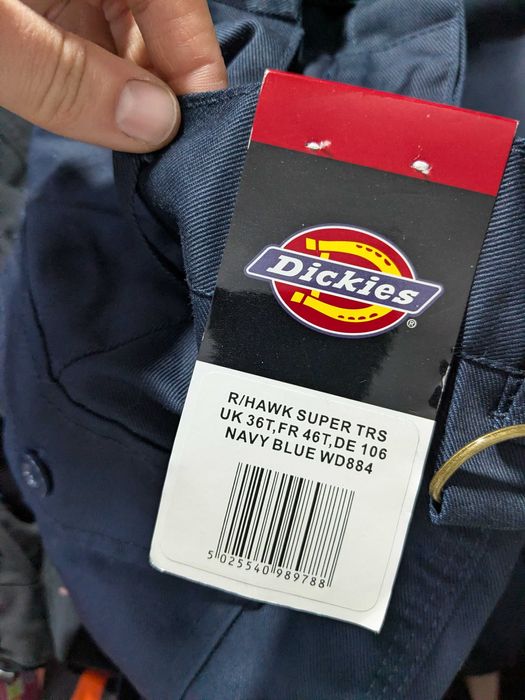 Dickies
®
R/HAWK SUPER TRS
UK 36T,FR 46T,DE 106
NAVY BLUE WD884
5 025540 989788